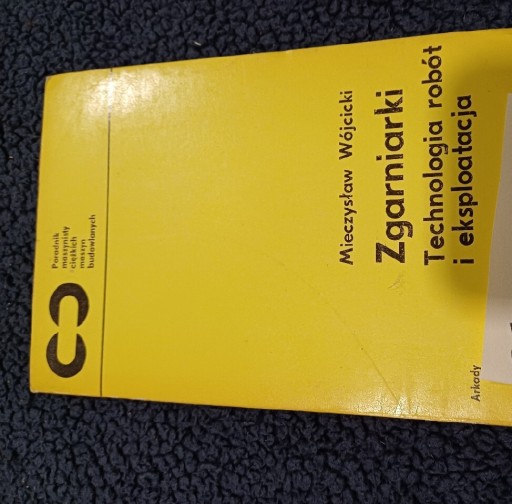 Poradnik
maszynisty
ciężkich
maszyn
budowlanych
Mieczysław Wójcicki
Zgarniarki
Technologia robót
i eksploatacja
Arkady